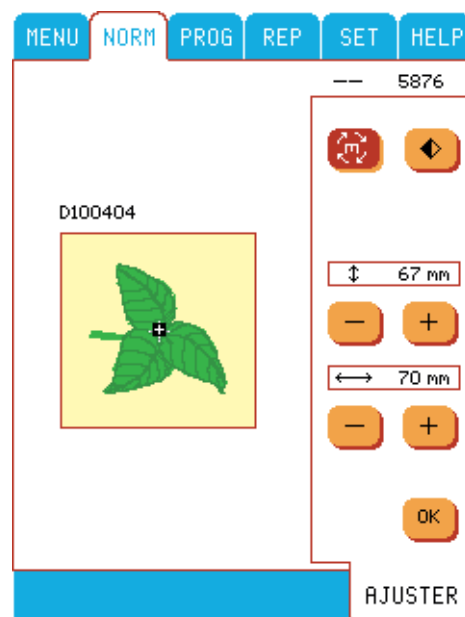 MENU NORM PROG REP SET HELP
-- 5876
E
D100404
67 mm
70 mm
OK
AJUSTER